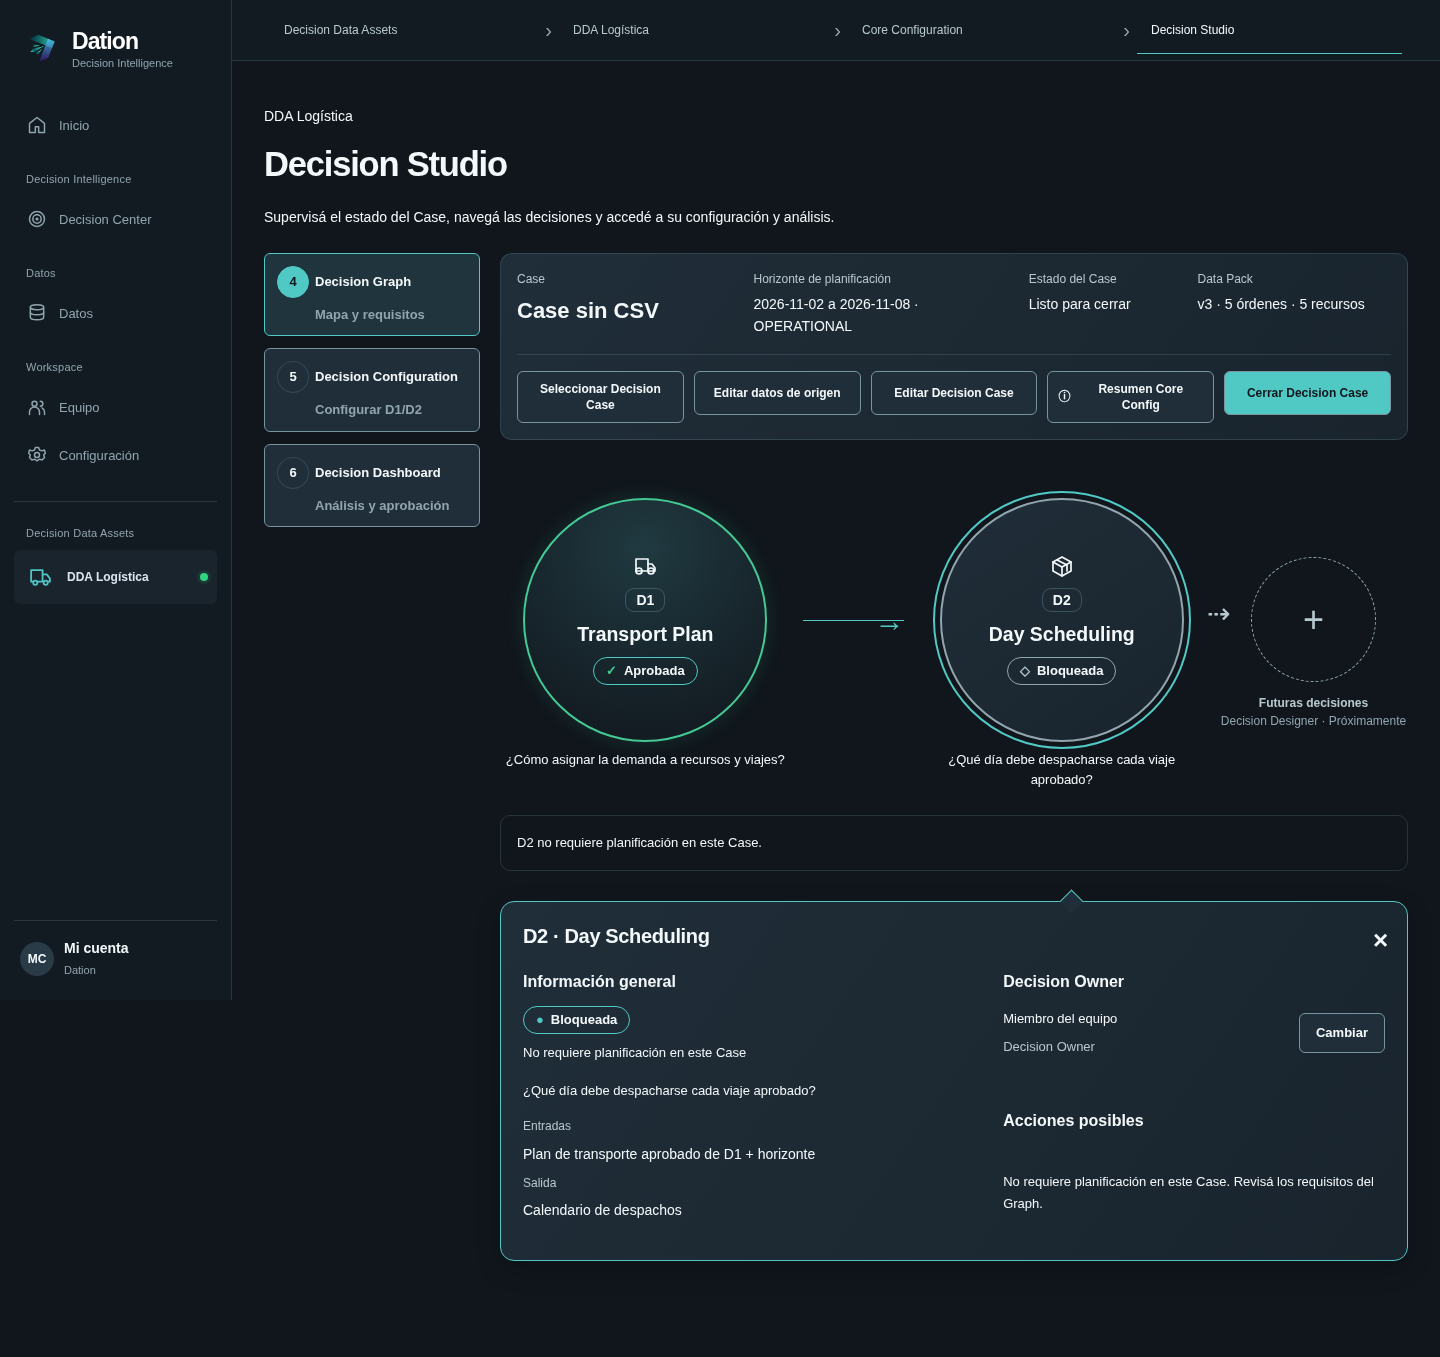 Dation
Decision Intelligence
Inicio
Decision Intelligence
Decision Center
Datos
Datos
Workspace
Equipo
Configuración
Decision Data Assets
DDA Logística
MC
Mi cuenta
Dation
Decision Data Assets
›
DDA Logística
›
Core Configuration
›
Decision Studio
DDA Logística
Decision Studio
Supervisá el estado del Case, navegá las decisiones y accedé a su configuración y análisis.
4
Decision Graph
Mapa y requisitos
5
Decision Configuration
Configurar D1/D2
6
Decision Dashboard
Análisis y aprobación
Case
Case sin CSV
Horizonte de planificación
2026-11-02 a 2026-11-08 ·
OPERATIONAL
Estado del Case
Listo para cerrar
Data Pack
v3 · 5 órdenes · 5 recursos
Seleccionar Decision
Case
Editar datos de origen
Editar Decision Case
ⓘ Resumen Core
Config
Cerrar Decision Case
D1
Transport Plan
✓ Aprobada
¿Cómo asignar la demanda a recursos y viajes?
→
D2
Day Scheduling
◇ Bloqueada
¿Qué día debe despacharse cada viaje
aprobado?
⇢
+
Futuras decisiones
Decision Designer · Próximamente
D2 no requiere planificación en este Case.
D2 · Day Scheduling
×
Información general
● Bloqueada
No requiere planificación en este Case
¿Qué día debe despacharse cada viaje aprobado?
Entradas
Plan de transporte aprobado de D1 + horizonte
Salida
Calendario de despachos
Decision Owner
Miembro del equipo
Decision Owner
Cambiar
Acciones posibles
No requiere planificación en este Case. Revisá los requisitos del
Graph.